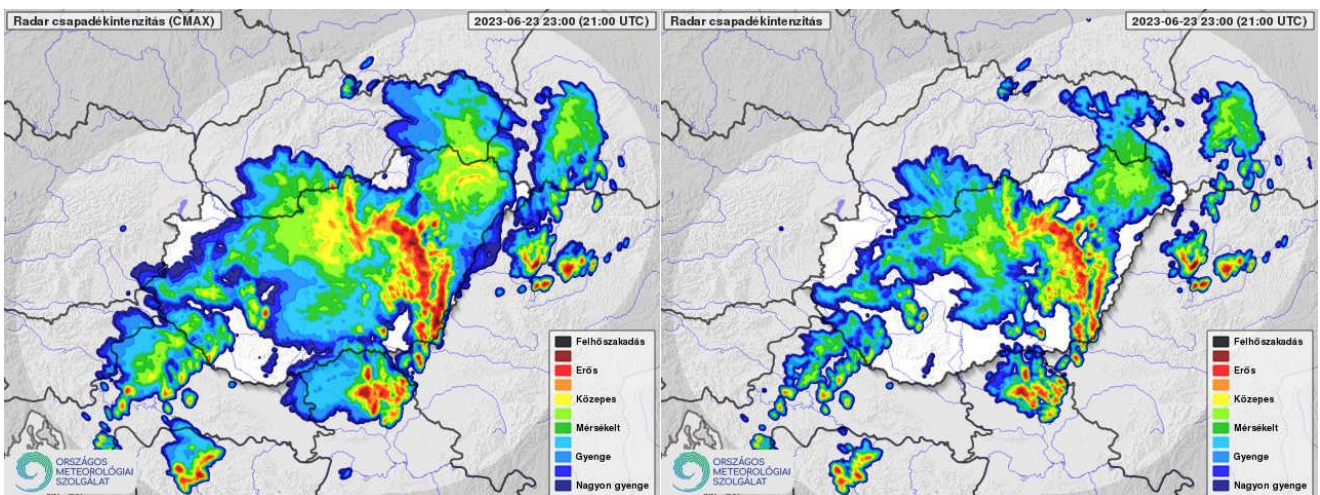 Radar csapadékintenzitás (CMAX)
2023-06-23 23:00 (21:00 UTC)
Felhőszakadás
Erős
Közepes
Mérsékelt
Gyenge
Nagyon gyenge
ORSZÁGOS
METEOROLÓGIAI
SZOLGÁLAT
Radar csapadékintenzitás
2023-06-23 23:00 (21:00 UTC)
Felhőszakadás
Erős
Közepes
Mérsékelt
Gyenge
Nagyon gyenge
ORSZÁGOS
METEOROLÓGIAI
SZOLGÁLAT